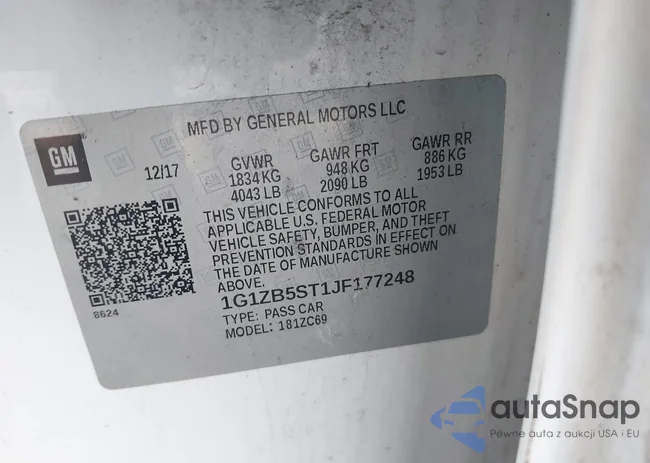 MFD BY GENERAL MOTORS LLC
GM
12/17
GVWR
1834 KG
4043 LB
GAWR FRT
948 KG
2090 LB
GAWR RR
886 KG
1953 LB
THIS VEHICLE CONFORMS TO ALL
APPLICABLE U.S. FEDERAL MOTOR
VEHICLE SAFETY, BUMPER, AND THEFT
PREVENTION STANDARDS IN EFFECT ON
THE DATE OF MANUFACTURE SHOWN
ABOVE.
8624
1G1ZB5ST1JF177248
TYPE: PASS CAR
MODEL: 181ZC69
autaSnap
Pewne auta z aukcji USA i EU